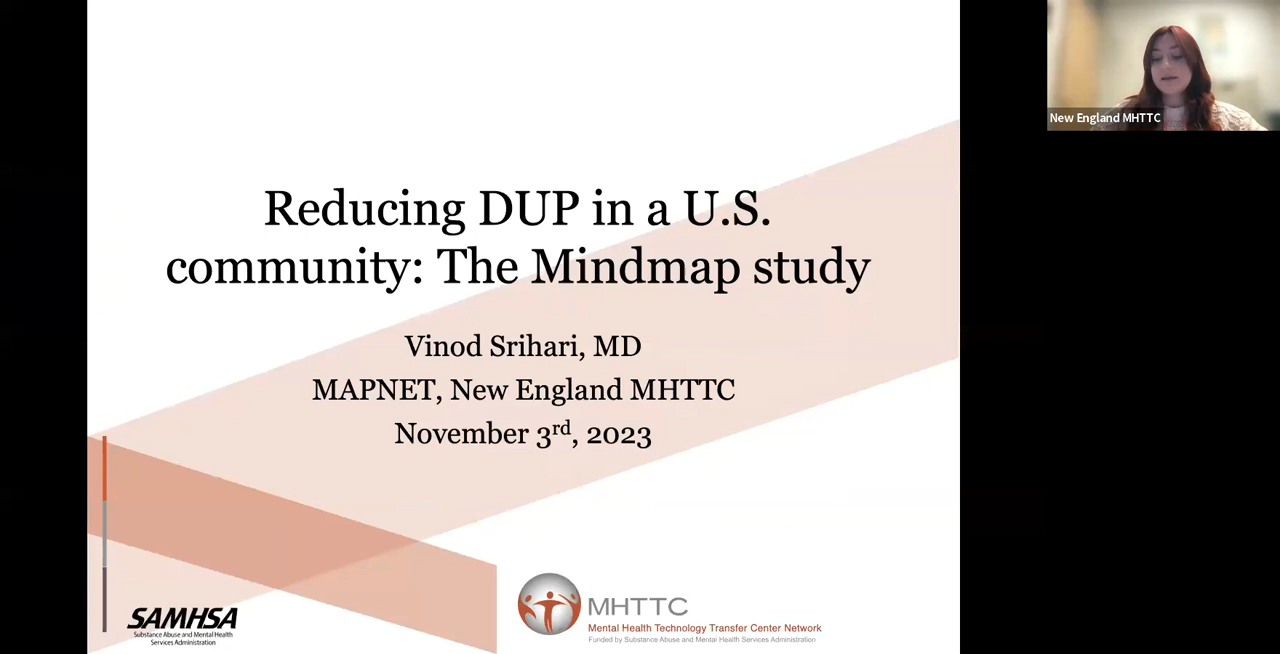 Reducing DUP in a U.S.
community: The Mindmap study
Vinod Srihari, MD
MAPNET, New England MHTTC
November 3rd, 2023
SAMHSA
Substance Abuse and Mental Health
Services Administration
MHTTC
Mental Health Technology Transfer Center Network
Funded by Substance Abuse and Mental Health Services Administration
New England MHTTC